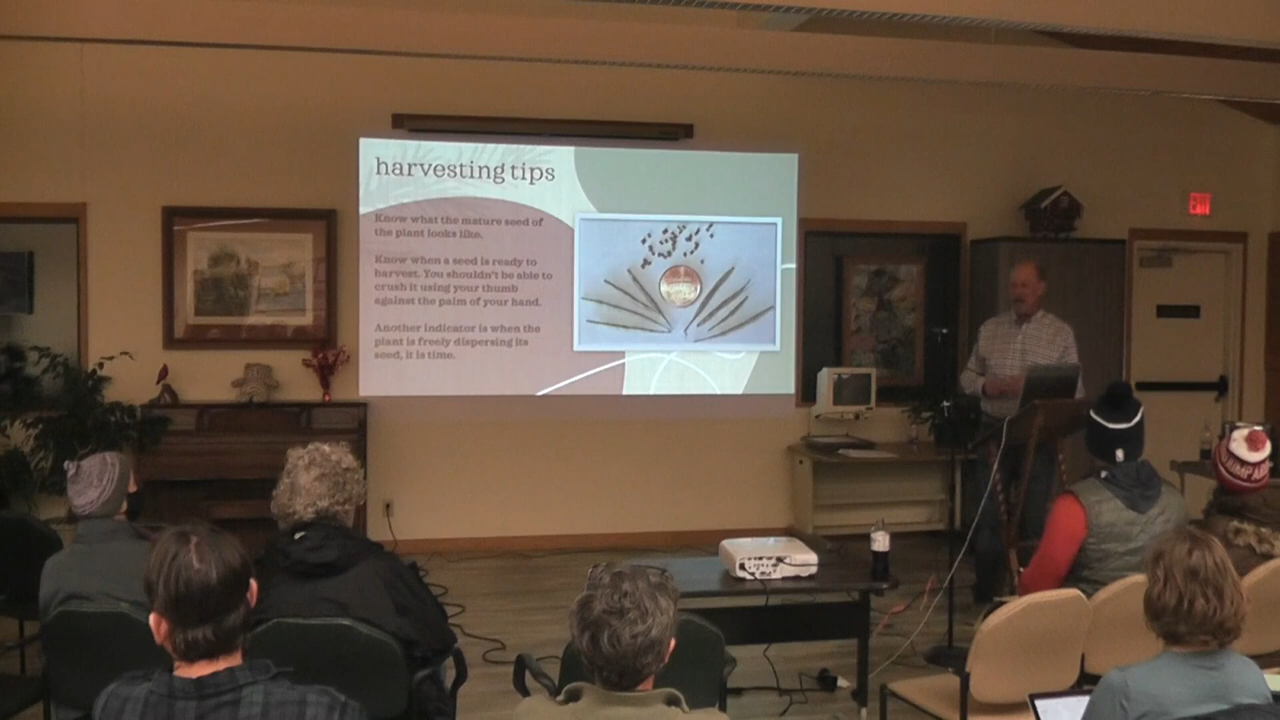 harvesting tips
Know what the mature seed of
the plant looks like.
Know when a seed is ready to
harvest. You shouldn't be able to
crush it using your thumb
against the palm of your hand.
Another indicator is when the
plant is freely dispersing its
seed, it is time.
EXIT